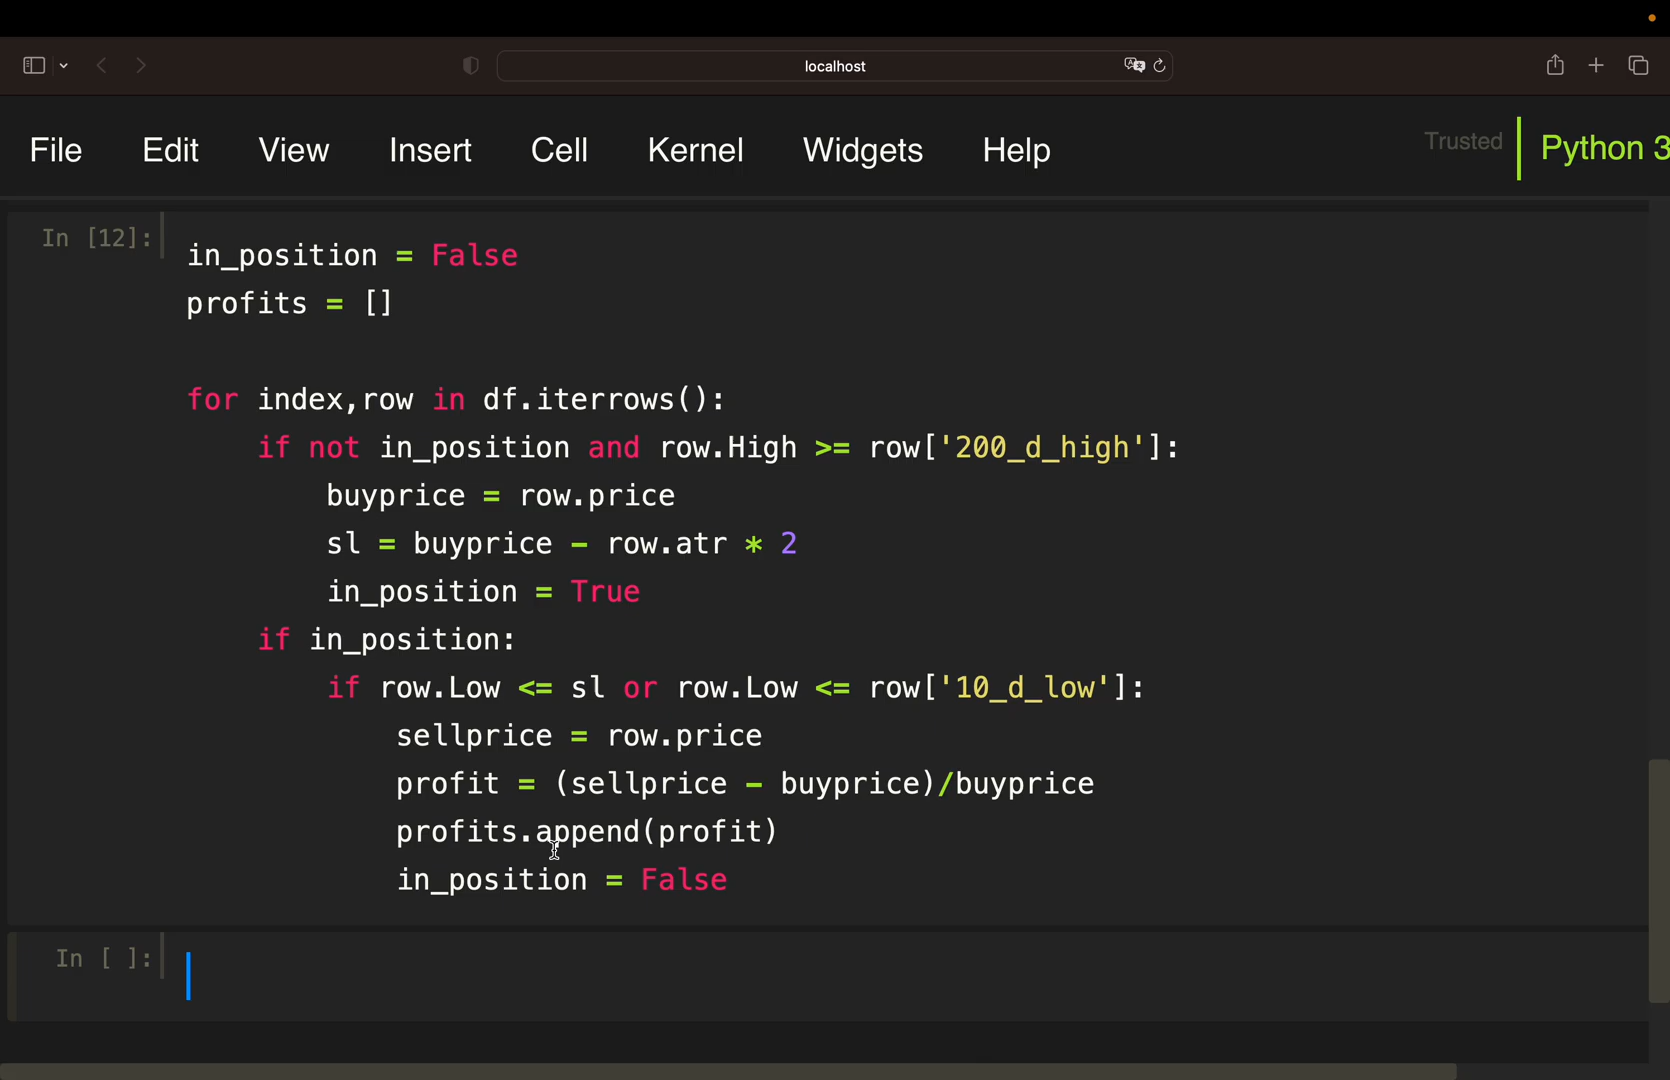 localhost
File Edit View Insert Cell Kernel Widgets Help Trusted Python 3
In [12]:
in_position = False
profits = []
for index,row in df.iterrows():
    if not in_position and row.High >= row['200_d_high']:
        buyprice = row.price
        sl = buyprice - row.atr * 2
        in_position = True
    if in_position:
        if row.Low <= sl or row.Low <= row['10_d_low']:
            sellprice = row.price
            profit = (sellprice - buyprice)/buyprice
            profits.append(profit)
            in_position = False
In [ ]: